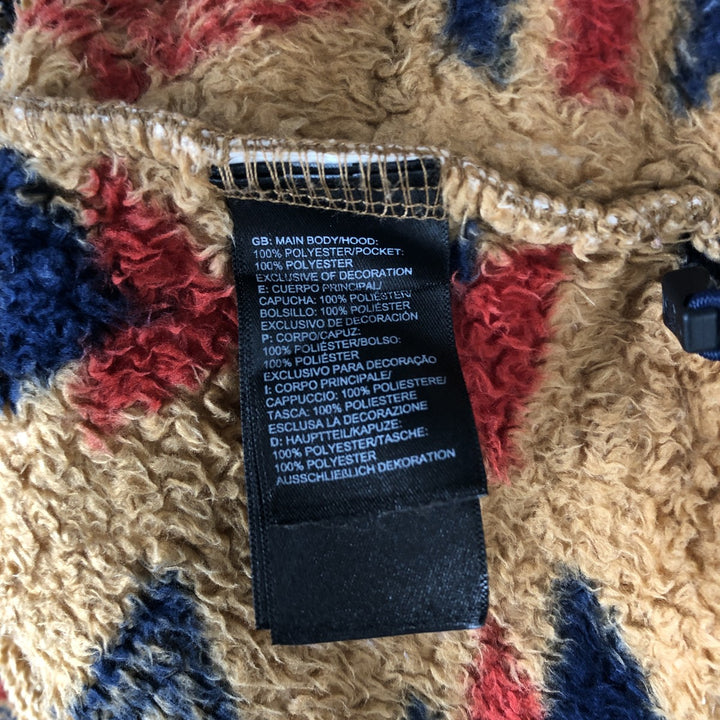 GB: MAIN BODY/HOOD:
100% POLYESTER/POCKET:
100% POLYESTER
EXCLUSIVE OF DECORATION
E: CUERPO PRINCIPAL/
CAPUCHA: 100% POLIÉSTER/
BOLSILLO: 100% POLIÉSTER
EXCLUSIVO DE DECORACIÓN
P: CORPO/CAPUZ:
100% POLIÉSTER/BOLSO:
100% POLIÉSTER
EXCLUSIVO PARA DECORAÇÃO
I: CORPO PRINCIPALE/
CAPPUCCIO: 100% POLIESTERE/
TASCA: 100% POLIESTERE
ESCLUSA LA DECORAZIONE
D: HAUPTTEIL/KAPUZE:
100% POLYESTER/TASCHE:
100% POLYESTER
AUSSCHLIEẞLICH DEKORATION